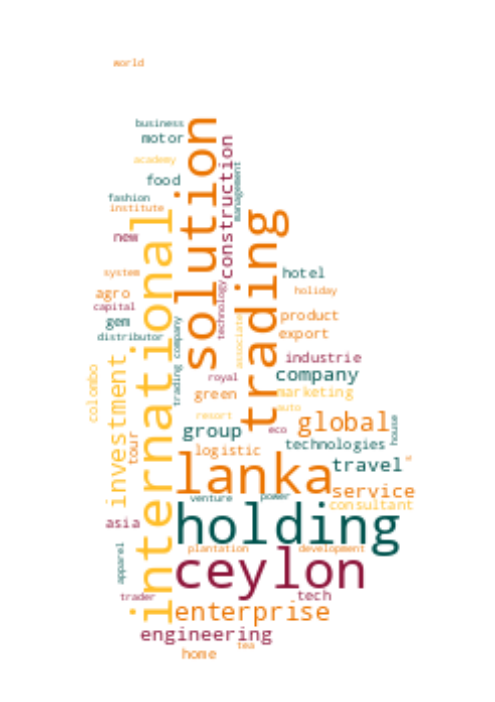 world
business
motor
solution
construction
management
academy
food
fashion
institute
international
trading
new
system
hotel
holiday
agro
capital
gem
distributor
technology
product
export
trading company
associate
industrie
company
royal
colombo
investment
green
marketing
auto
resort
global
house
group
eco
technologies
tour
logistic
lanka
travel
service
venture
power
consultant
asia
holding
plantation
development
apparel
ceylon
trader
tech
enterprise
engineering
tea
home